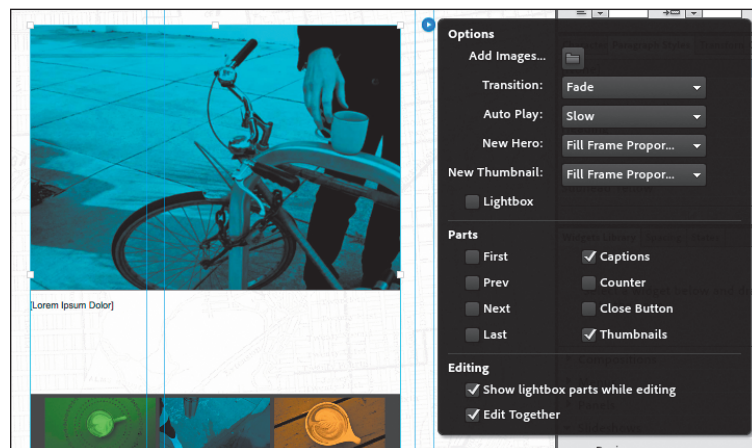 Options
Add Images...
Transition: Fade
Auto Play: Slow
New Hero: Fill Frame Propor...
New Thumbnail: Fill Frame Propor...
Lightbox
Parts
First Captions
Prev Counter
Next Close Button
Last Thumbnails
Editing
Show lightbox parts while editing
Edit Together
[Lorem Ipsum Dolor]